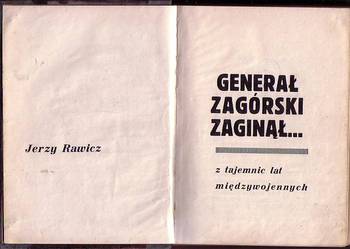 Jerzy Rawicz
GENERAŁ
ZAGÓRSKI
ZAGINĄŁ...
z tajemnic lat
międzywojennych